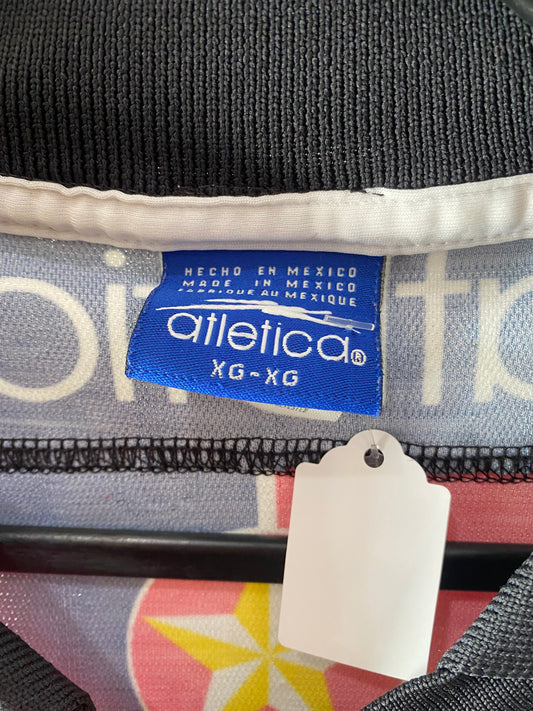 HECHO EN MEXICO
MADE IN MEXICO
FABRIQUE AU MEXIQUE
atletica®
XG-XG